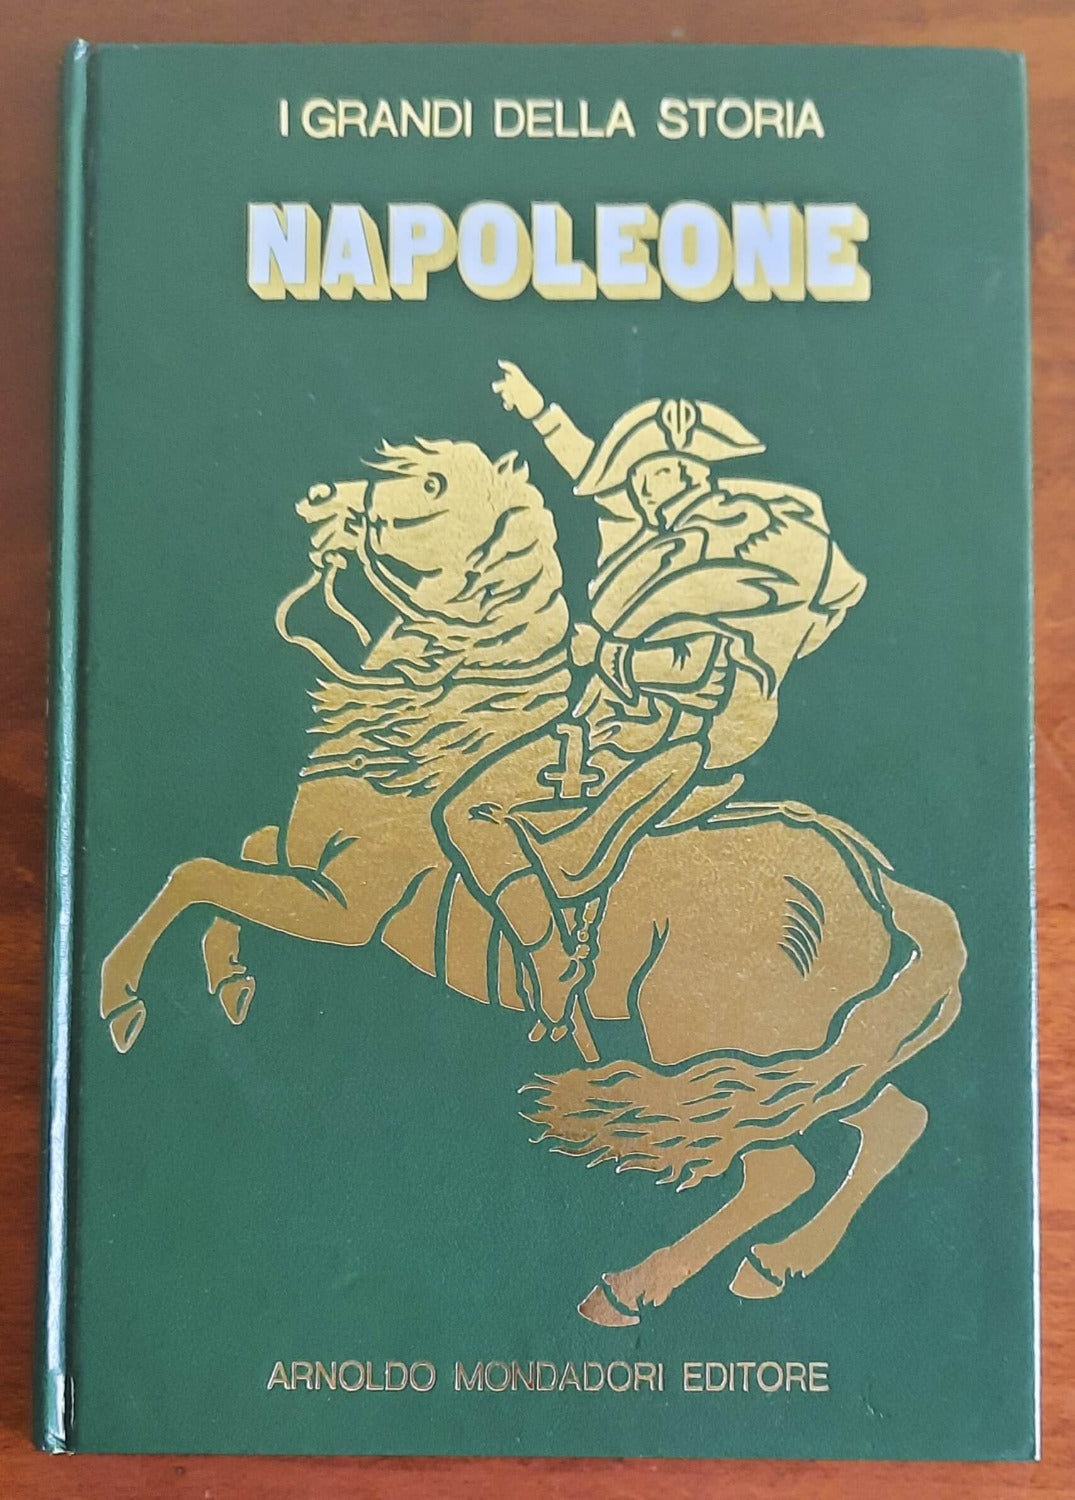 I GRANDI DELLA STORIA
NAPOLEONE
ARNOLDO MONDADORI EDITORE